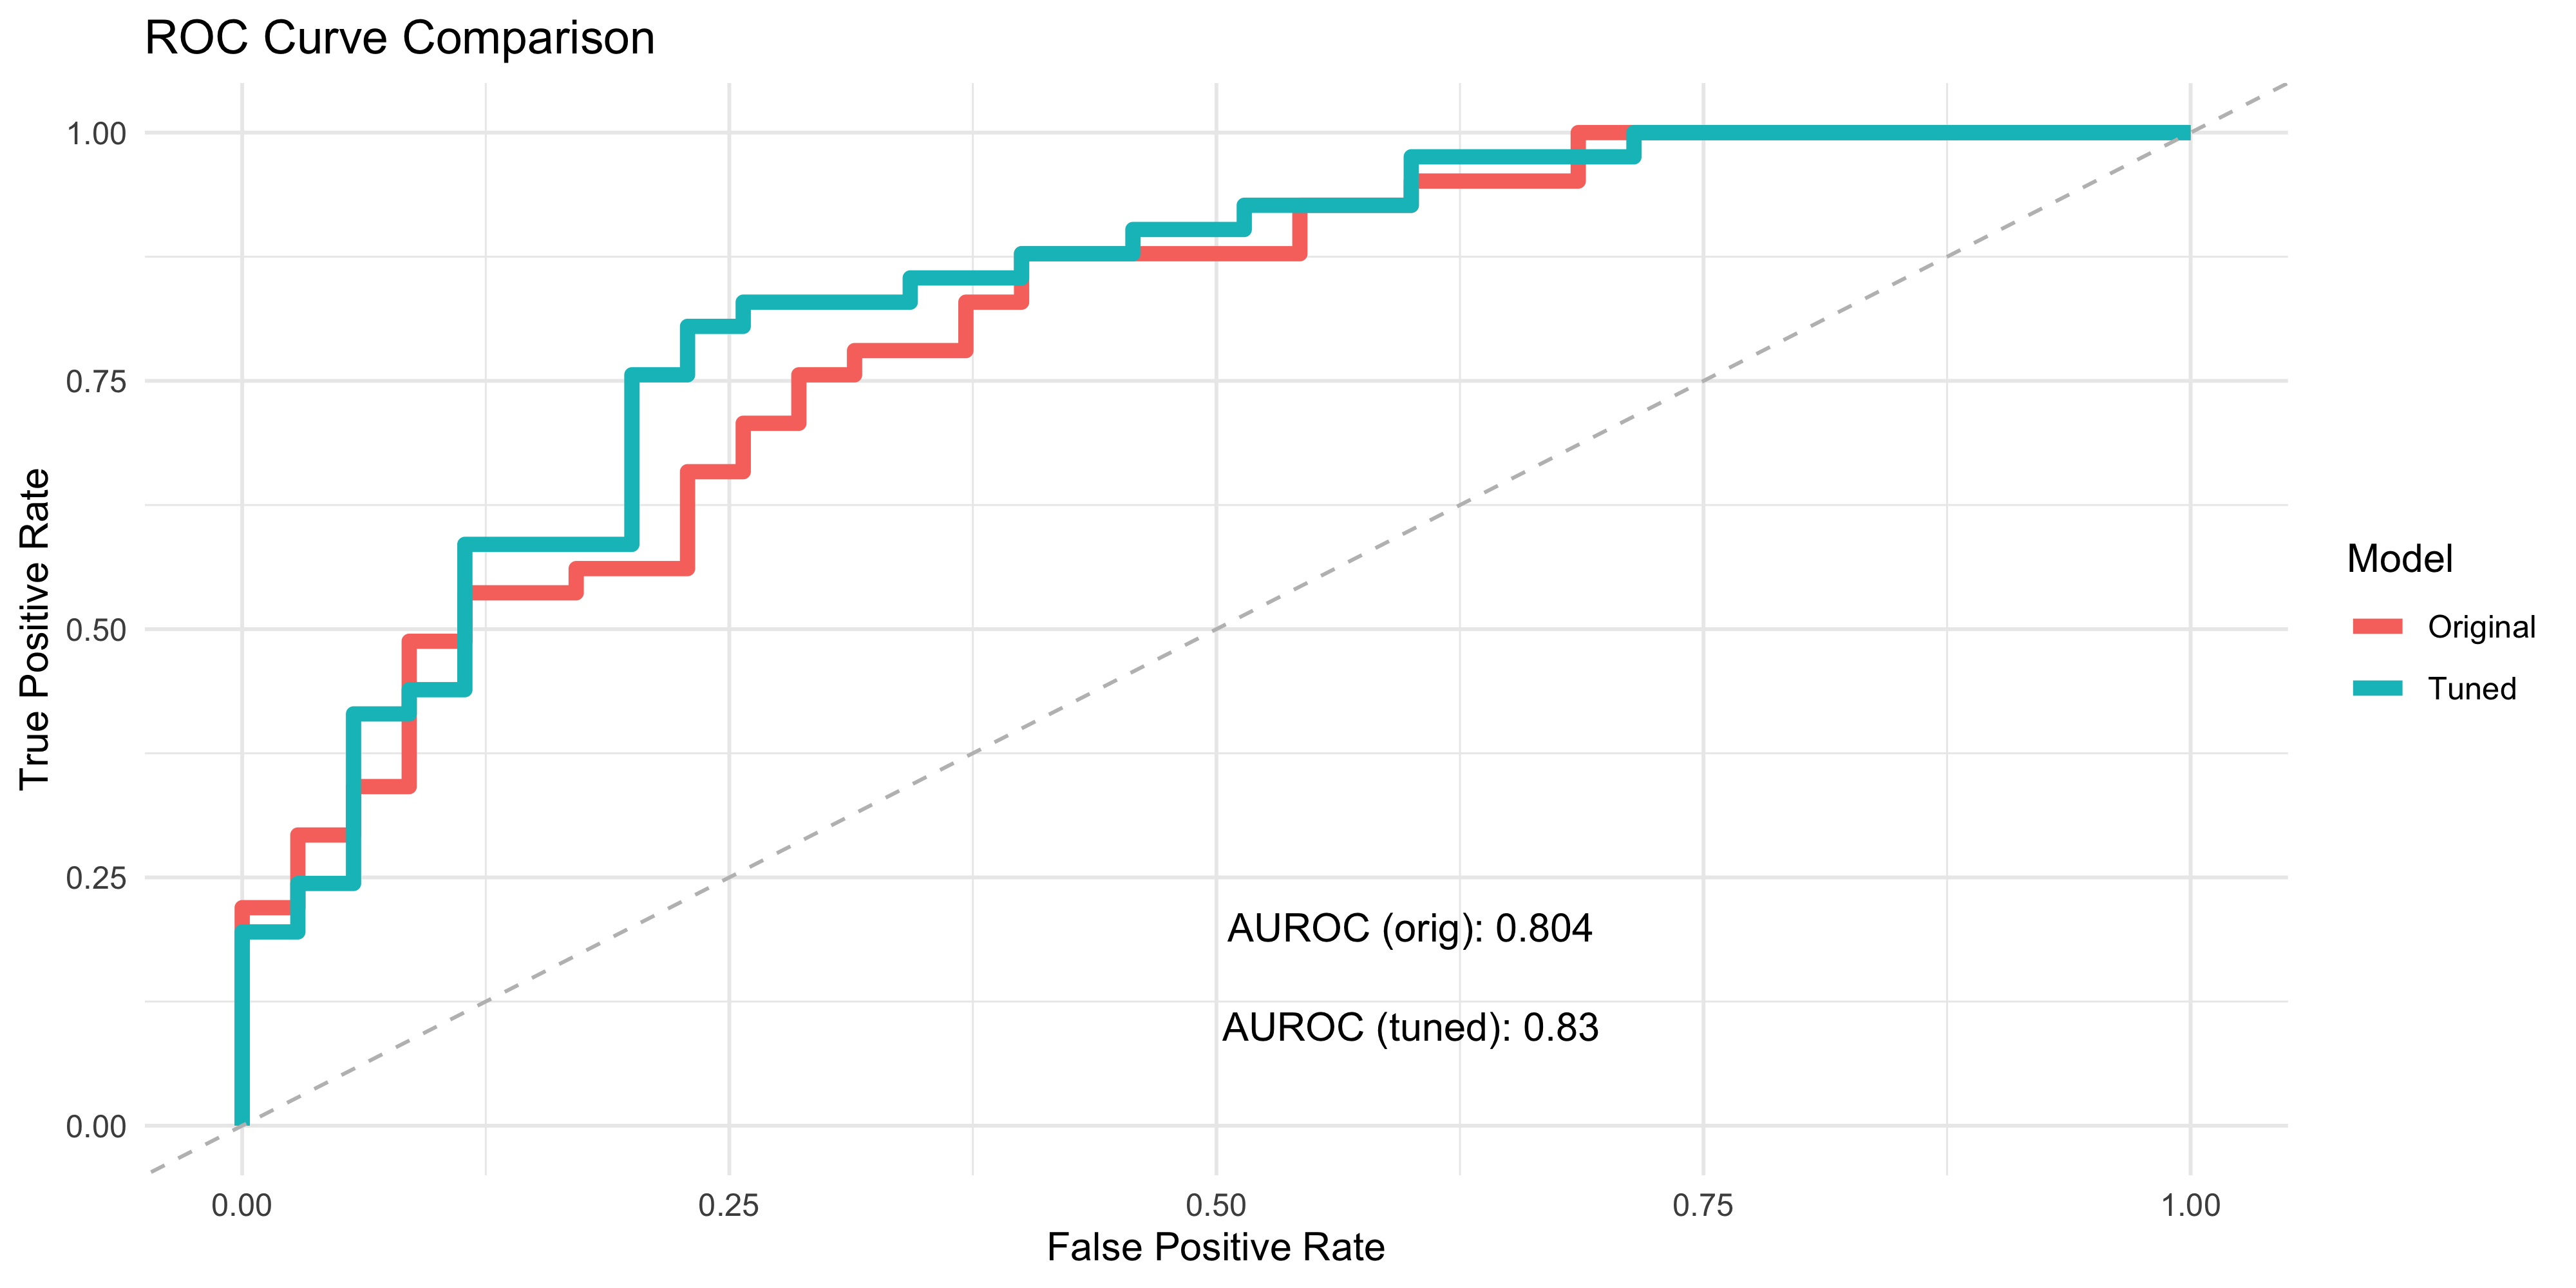 ROC Curve Comparison
1.00
0.75
0.50
0.25
0.00
True Positive Rate
0.00 0.25 0.50 0.75 1.00
False Positive Rate
AUROC (orig): 0.804
AUROC (tuned): 0.83
Model
Original
Tuned